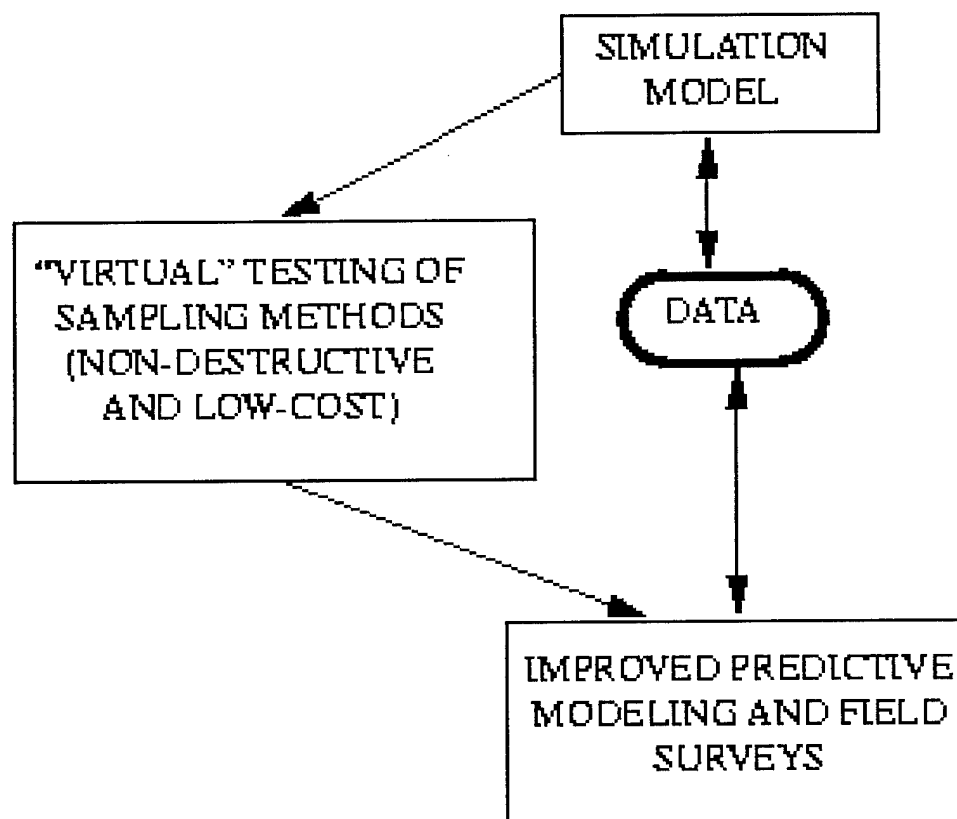 SIMULATION
MODEL
“VIRTUAL” TESTING OF
SAMPLING METHODS
(NON-DESTRUCTIVE
AND LOW-COST)
DATA
IMPROVED PREDICTIVE
MODELING AND FIELD
SURVEYS